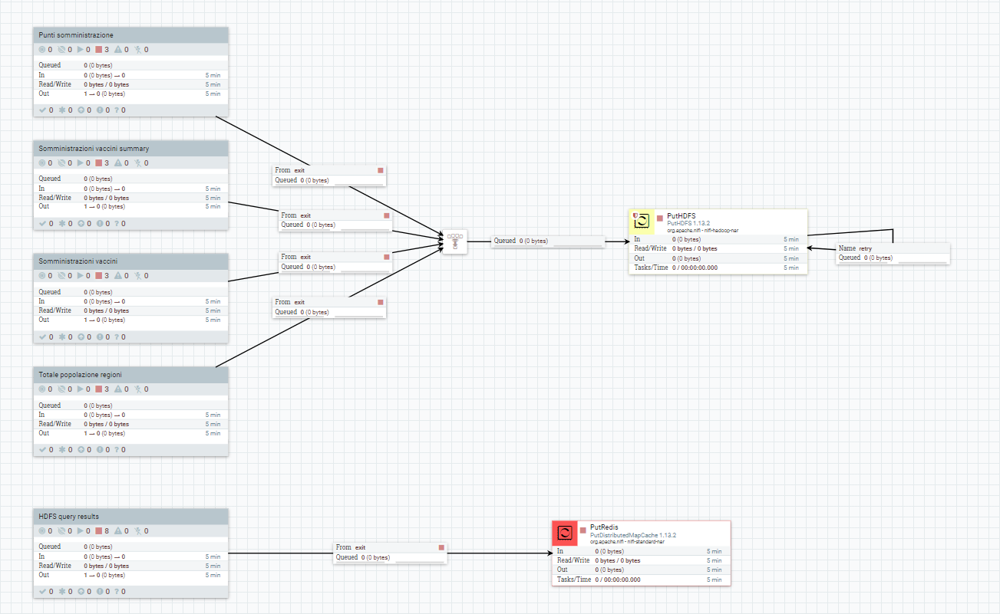 Punti somministrazione
0 0 0 3 0 0
Queued 0 (0 bytes)
In 0 (0 bytes) → 0 5 min
Read/Write 0 bytes / 0 bytes 5 min
Out 1 → 0 (0 bytes) 5 min
0 0 0 0 ? 0
Somministrazioni vaccini summary
0 0 0 3 0 0
Queued 0 (0 bytes)
In 0 (0 bytes) → 0 5 min
Read/Write 0 bytes / 0 bytes 5 min
Out 1 → 0 (0 bytes) 5 min
0 0 0 0 ? 0
Somministrazioni vaccini
0 0 0 3 0 0
Queued 0 (0 bytes)
In 0 (0 bytes) → 0 5 min
Read/Write 0 bytes / 0 bytes 5 min
Out 1 → 0 (0 bytes) 5 min
0 0 0 0 ? 0
Totale popolazione regioni
0 0 0 3 0 0
Queued 0 (0 bytes)
In 0 (0 bytes) → 0 5 min
Read/Write 0 bytes / 0 bytes 5 min
Out 1 → 0 (0 bytes) 5 min
0 0 0 0 ? 0
From exit
Queued 0 (0 bytes)
From exit
Queued 0 (0 bytes)
From exit
Queued 0 (0 bytes)
From exit
Queued 0 (0 bytes)
Queued 0 (0 bytes)
PutHDFS
PutHDFS 1.13.2
org.apache.nifi - nifi-hadoop-nar
In 0 (0 bytes) 5 min
Read/Write 0 bytes / 0 bytes 5 min
Out 0 (0 bytes) 5 min
Tasks/Time 0 / 00:00:00.000 5 min
Name retry
Queued 0 (0 bytes)
HDFS query results
0 0 0 8 0 0
Queued 0 (0 bytes)
In 0 (0 bytes) → 0 5 min
Read/Write 0 bytes / 0 bytes 5 min
Out 1 → 0 (0 bytes) 5 min
0 0 0 0 ? 0
From exit
Queued 0 (0 bytes)
PutRedis
PutDistributedMapCache 1.13.2
org.apache.nifi - nifi-standard-nar
In 0 (0 bytes) 5 min
Read/Write 0 bytes / 0 bytes 5 min
Out 0 (0 bytes) 5 min
Tasks/Time 0 / 00:00:00.000 5 min